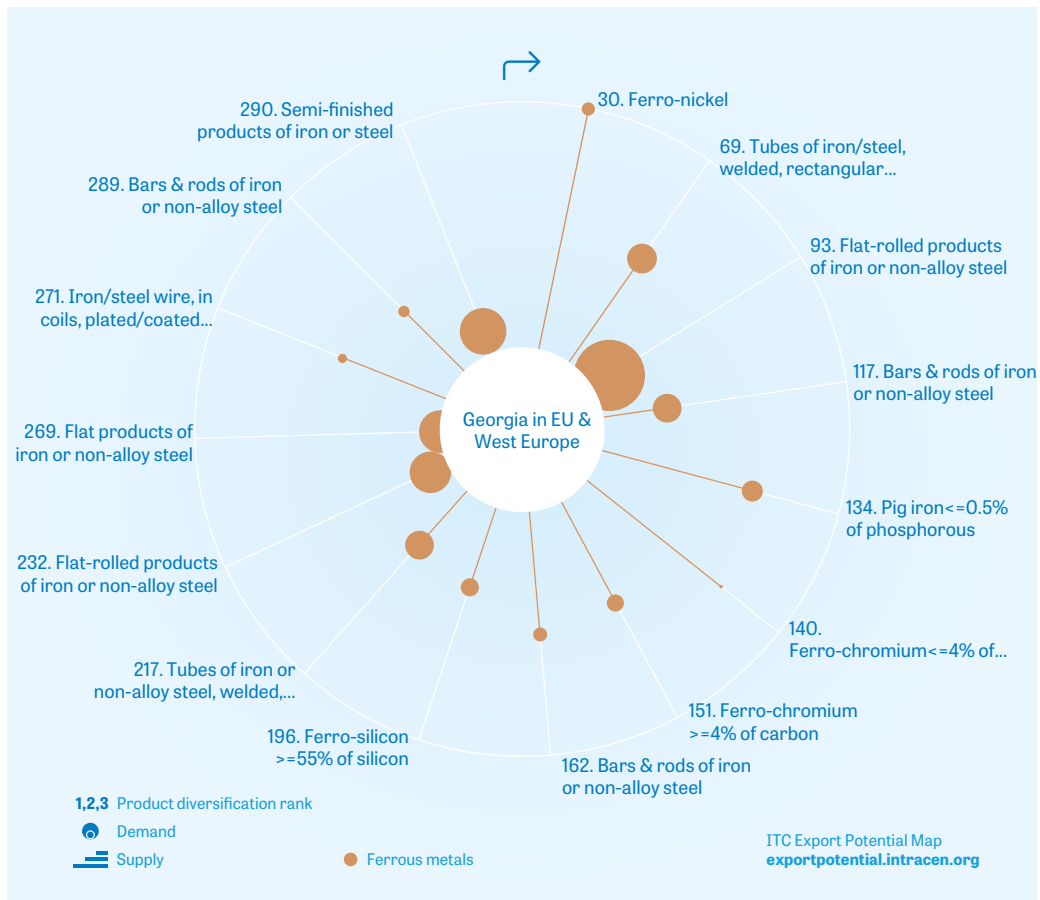 30. Ferro-nickel
69. Tubes of iron/steel,
welded, rectangular...
93. Flat-rolled products
of iron or non-alloy steel
117. Bars & rods of iron
or non-alloy steel
134. Pig iron<=0.5%
of phosphorous
140.
Ferro-chromium<=4% of...
151. Ferro-chromium
>=4% of carbon
162. Bars & rods of iron
or non-alloy steel
196. Ferro-silicon
>=55% of silicon
217. Tubes of iron or
non-alloy steel, welded,...
232. Flat-rolled products
of iron or non-alloy steel
269. Flat products of
iron or non-alloy steel
271. Iron/steel wire, in
coils, plated/coated...
289. Bars & rods of iron
or non-alloy steel
290. Semi-finished
products of iron or steel
Georgia in EU &
West Europe
1,2,3 Product diversification rank
Demand
Supply
Ferrous metals
ITC Export Potential Map
exportpotential.intracen.org